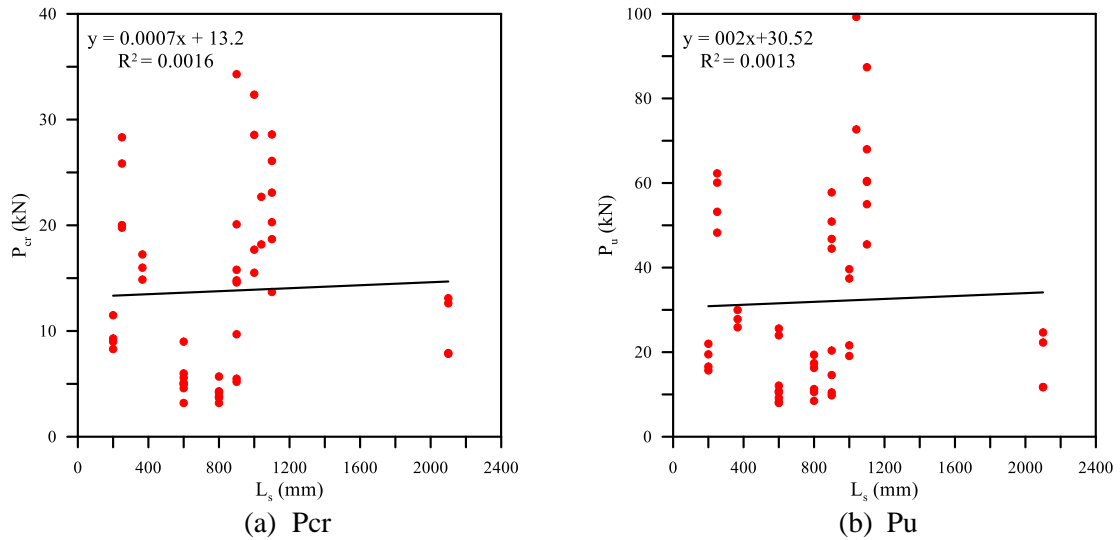 y = 0.0007x + 13.2
R² = 0.0016
40
30
20
10
0
P_cr (kN)
0 400 800 1200 1600 2000 2400
L_s (mm)
(a) Pcr
y = 002x+30.52
R² = 0.0013
100
80
60
40
20
0
P_u (kN)
0 400 800 1200 1600 2000 2400
L_s (mm)
(b) Pu